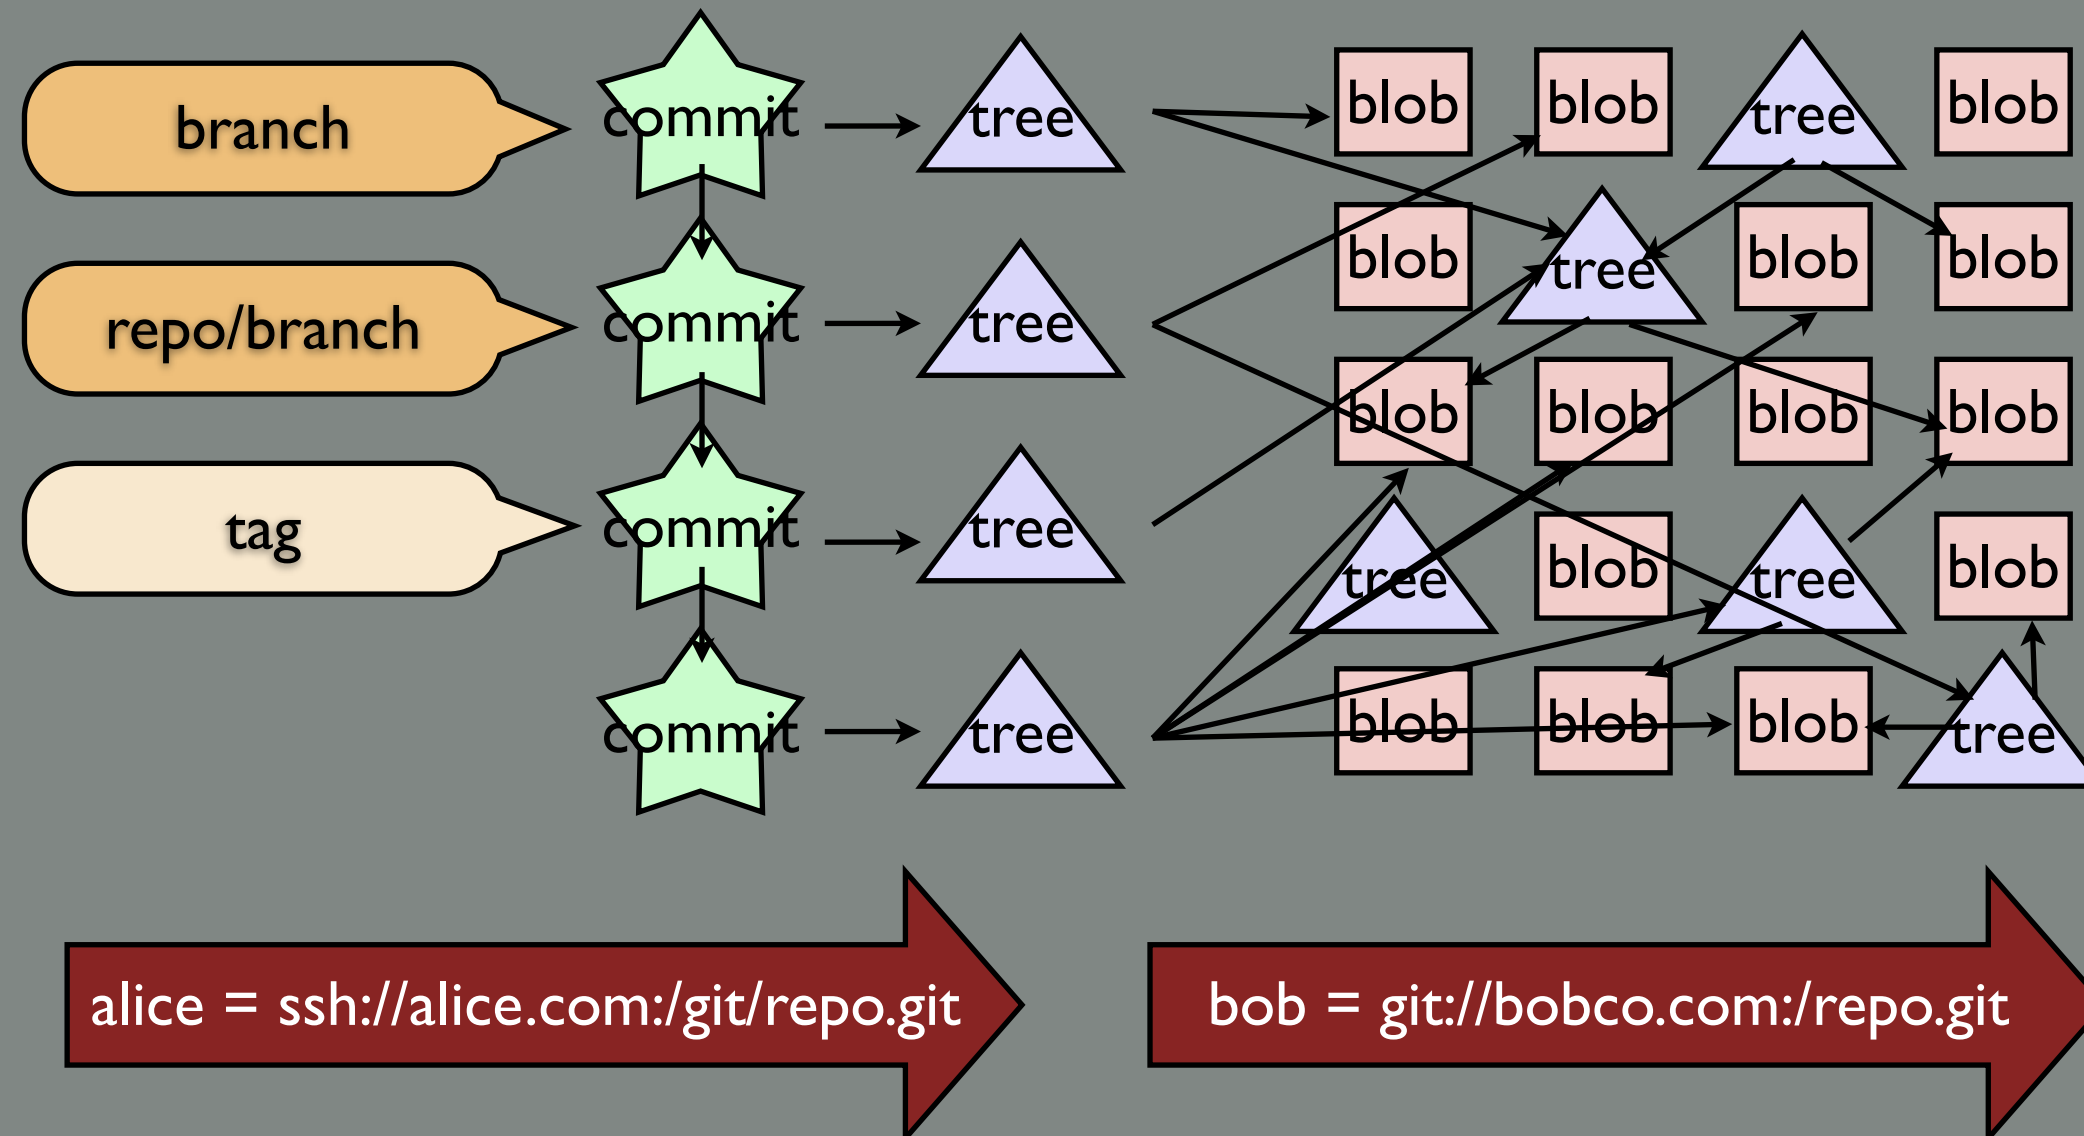 branch
commit
tree
blob
blob
tree
blob
blob
tree
blob
blob
repo/branch
commit
tree
blob
blob
blob
blob
tag
commit
tree
tree
blob
tree
blob
commit
tree
blob
blob
blob
tree
alice = ssh://alice.com:/git/repo.git
bob = git://bobco.com:/repo.git